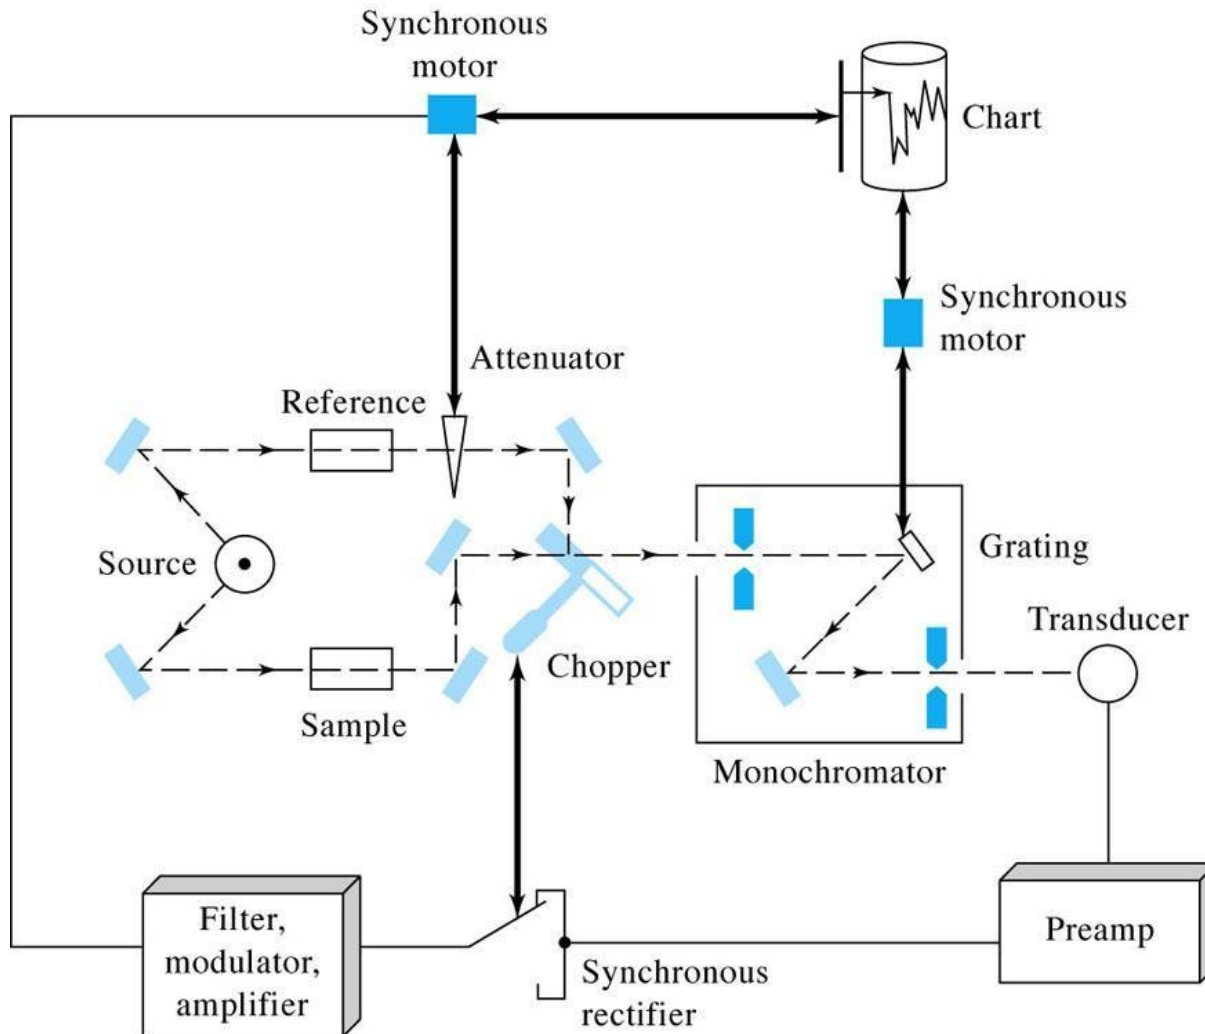 Synchronous
motor
Chart
Synchronous
motor
Attenuator
Reference
Source
Grating
Transducer
Chopper
Sample
Monochromator
Filter,
modulator,
amplifier
Preamp
Synchronous
rectifier